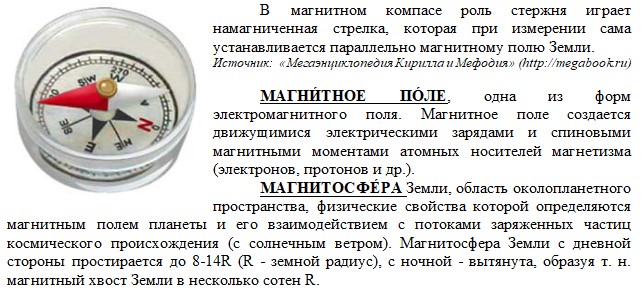 В магнитном компасе роль стержня играет
намагниченная стрелка, которая при измерении сама
устанавливается параллельно магнитному полю Земли.
Источник: «Мегаэнциклопедия Кирилла и Мефодия» (http://megabook.ru)
МАГНИ́ТНОЕ ПО́ЛЕ, одна из форм
электромагнитного поля. Магнитное поле создается
движущимися электрическими зарядами и спиновыми
магнитными моментами атомных носителей магнетизма
(электронов, протонов и др.).
МАГНИТОСФЕ́РА Земли, область околопланетного
пространства, физические свойства которой определяются
магнитным полем планеты и его взаимодействием с потоками заряженных частиц
космического происхождения (с солнечным ветром). Магнитосфера Земли с дневной
стороны простирается до 8-14R (R - земной радиус), с ночной - вытянута, образуя т. н.
магнитный хвост Земли в несколько сотен R.
270
W
N
E